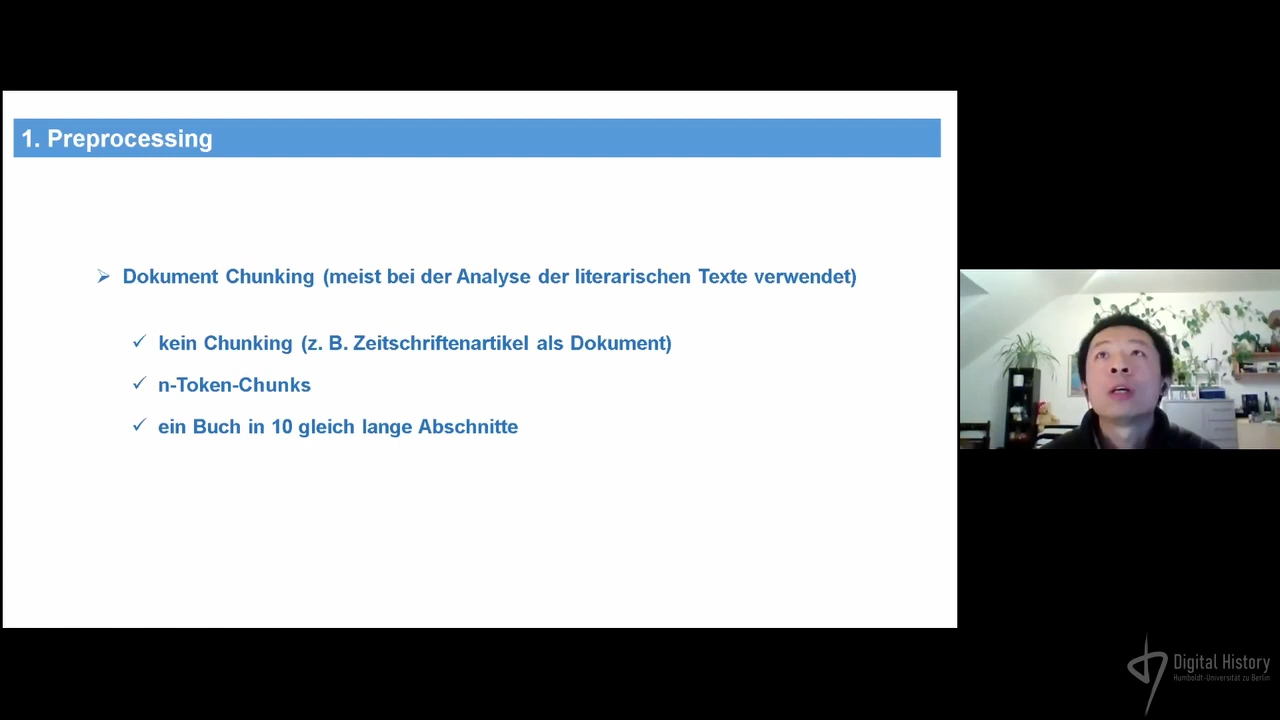 1. Preprocessing
Dokument Chunking (meist bei der Analyse der literarischen Texte verwendet)
kein Chunking (z. B. Zeitschriftenartikel als Dokument)
n-Token-Chunks
ein Buch in 10 gleich lange Abschnitte
Digital History
Humboldt-Universität zu Berlin